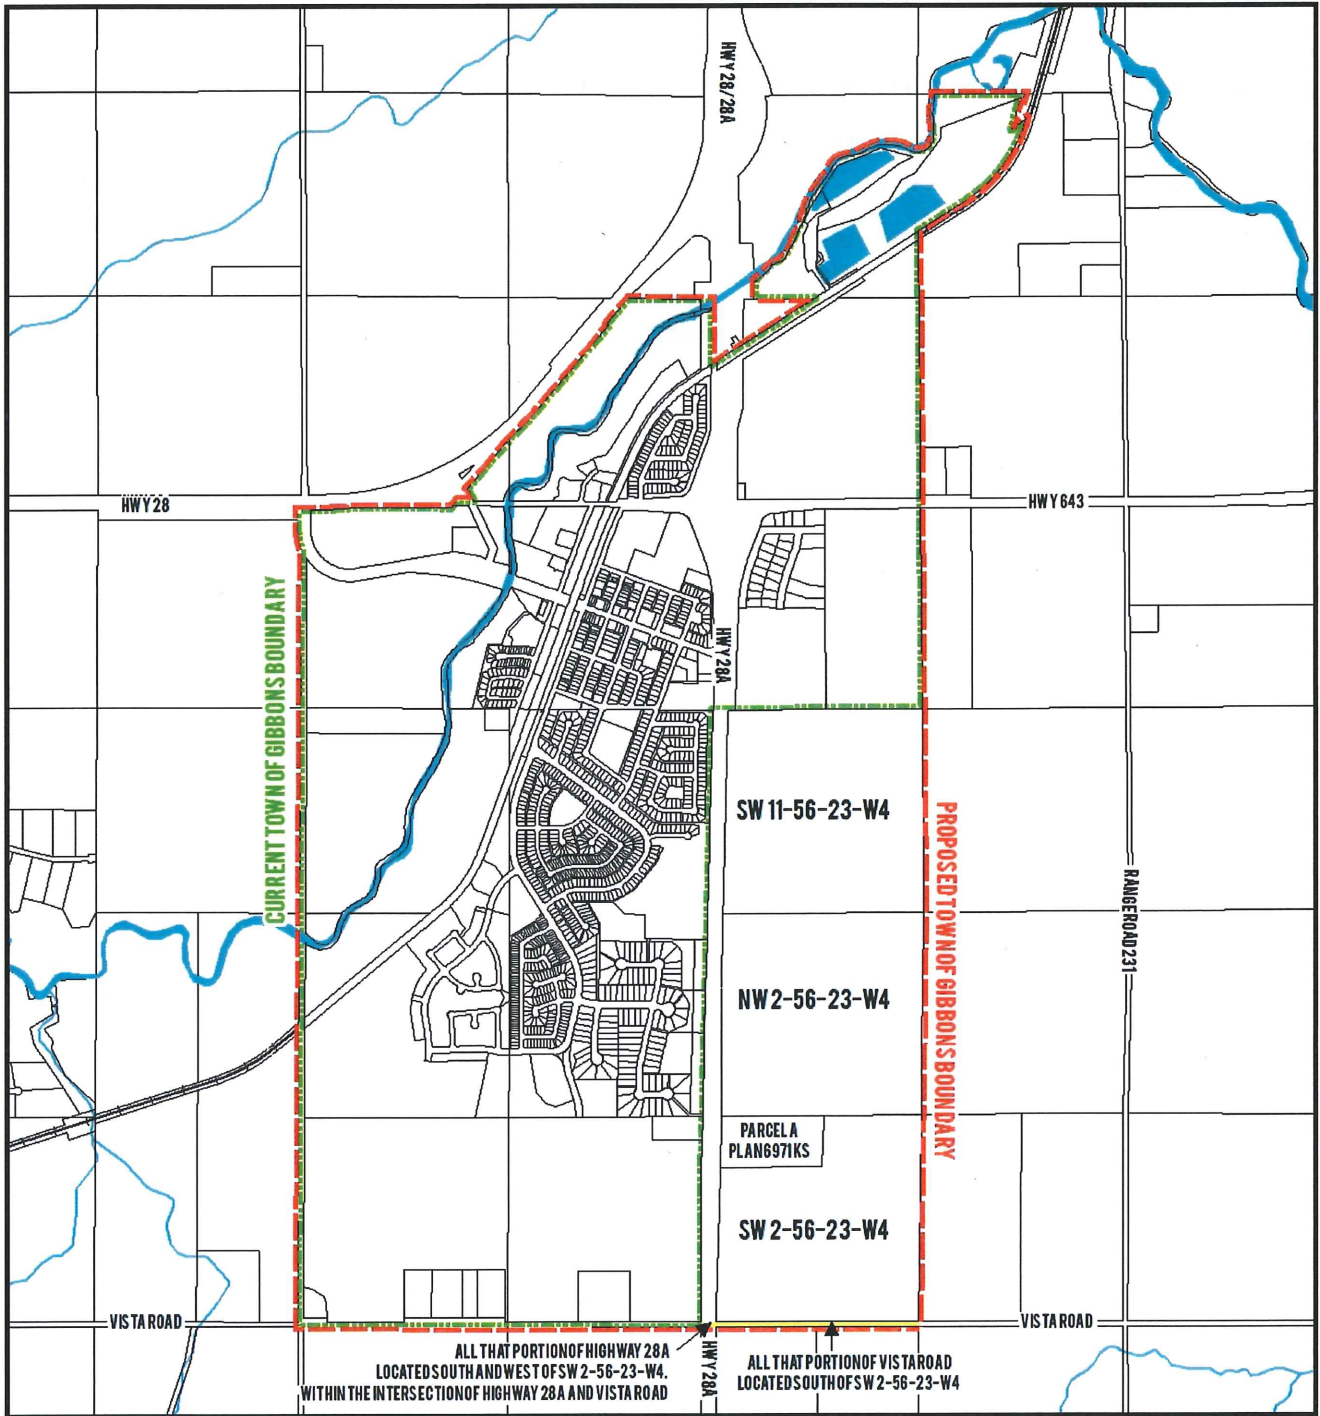 HWY 28/28A
HWY 28
HWY 643
CURRENT TOWN OF GIBBONS BOUNDARY
HWY 28A
SW 11-56-23-W4
PROPOSED TOWN OF GIBBONS BOUNDARY
RANGE ROAD 231
NW 2-56-23-W4
PARCEL A
PLAN 6971KS
SW 2-56-23-W4
VISTA ROAD
VISTA ROAD
ALL THAT PORTION OF HIGHWAY 28A
LOCATED SOUTH AND WEST OF SW 2-56-23-W4.
WITHIN THE INTERSECTION OF HIGHWAY 28A AND VISTA ROAD
HWY 28A
ALL THAT PORTION OF VISTA ROAD
LOCATED SOUTH OF SW 2-56-23-W4